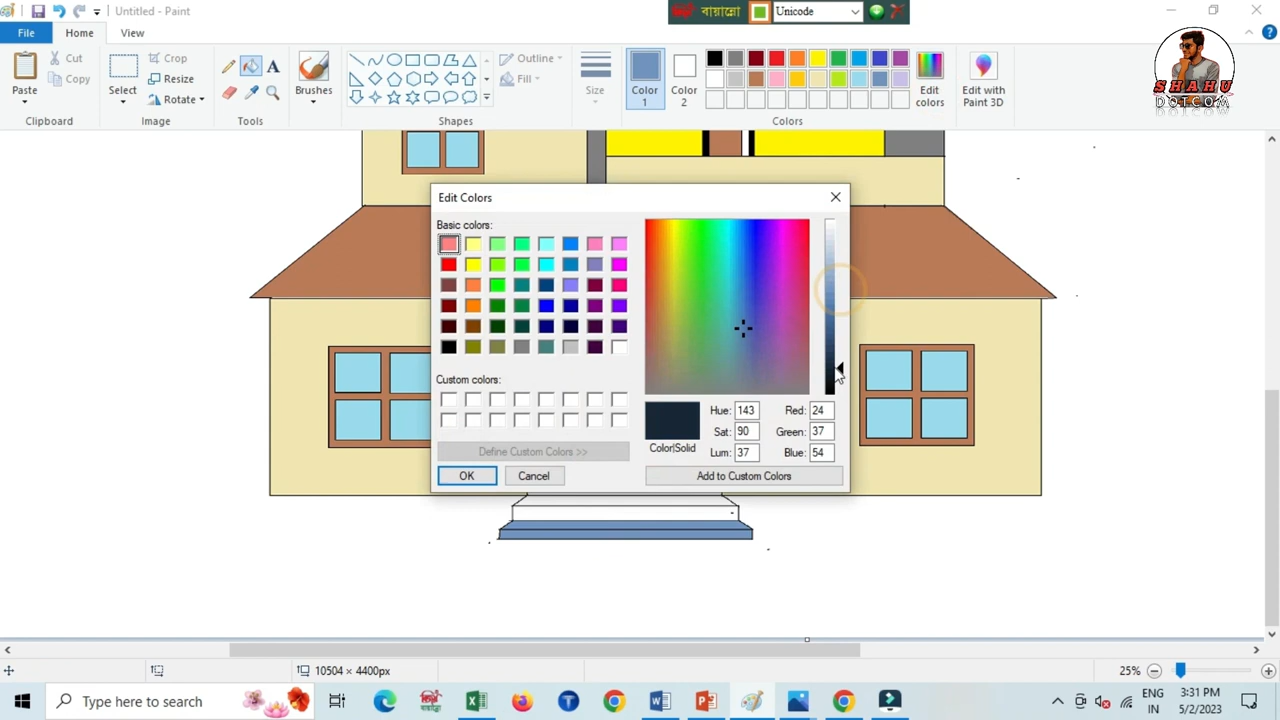 Untitled - Paint
বায়ান্নো
Unicode
File
Home
View
Paste
Cut
Copy
Clipboard
Select
Crop
Resize
Rotate
Image
A
Tools
Brushes
Shapes
Outline
Fill
Size
Color
1
Color
2
Colors
Edit
colors
Edit with
Paint 3D
SHAHU
DOTCOM
Edit Colors
Basic colors:
Custom colors:
Define Custom Colors >>
OK
Cancel
Color|Solid
Hue: 143
Sat: 90
Lum: 37
Red: 24
Green: 37
Blue: 54
Add to Custom Colors
10504 × 4400px
25%
Type here to search
ENG
IN
3:31 PM
5/2/2023